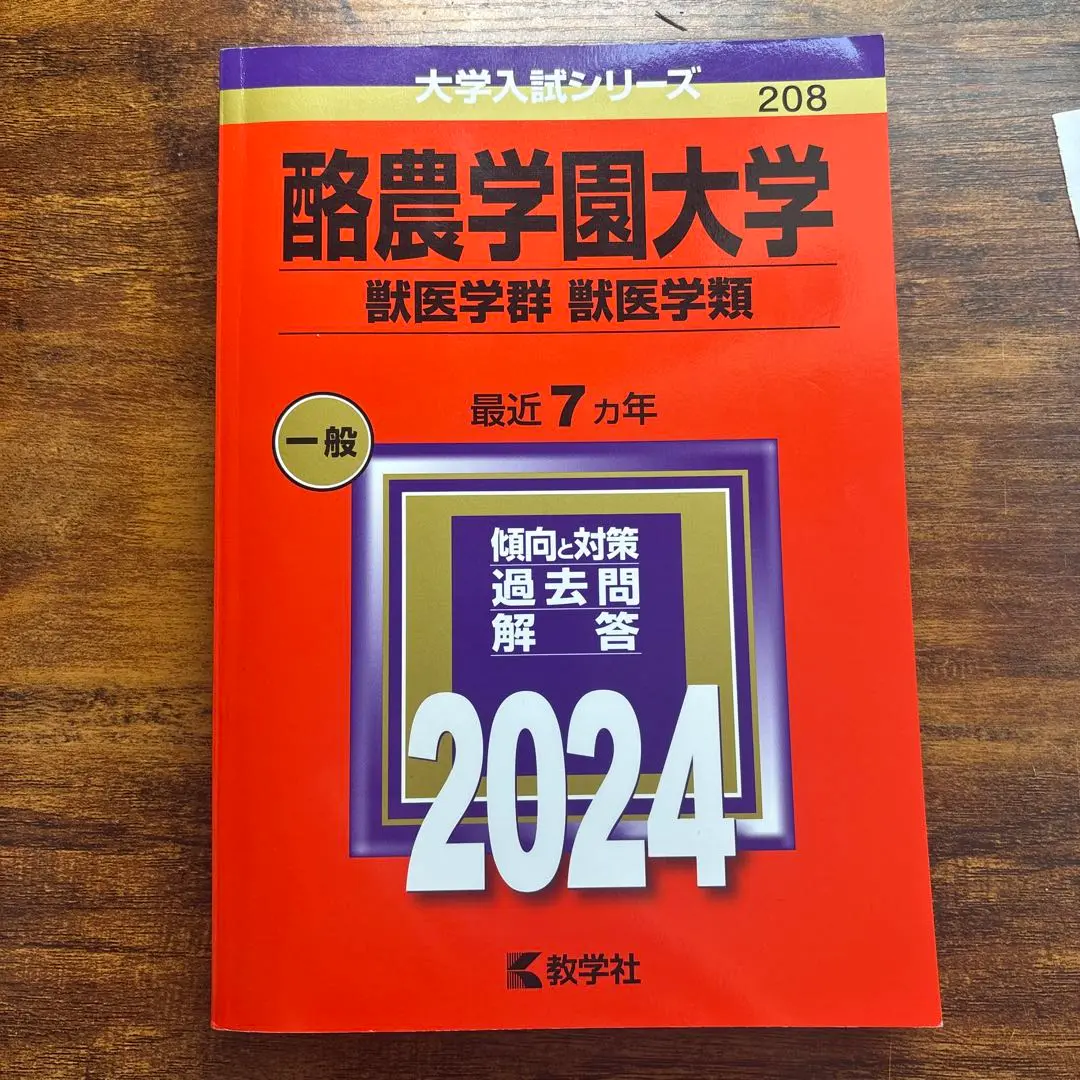 大学入試シリーズ
208
酪農学園大学
獣医学群 獣医学類
最近7カ年
一般
傾向と対策
過去問
解答
2024
教学社